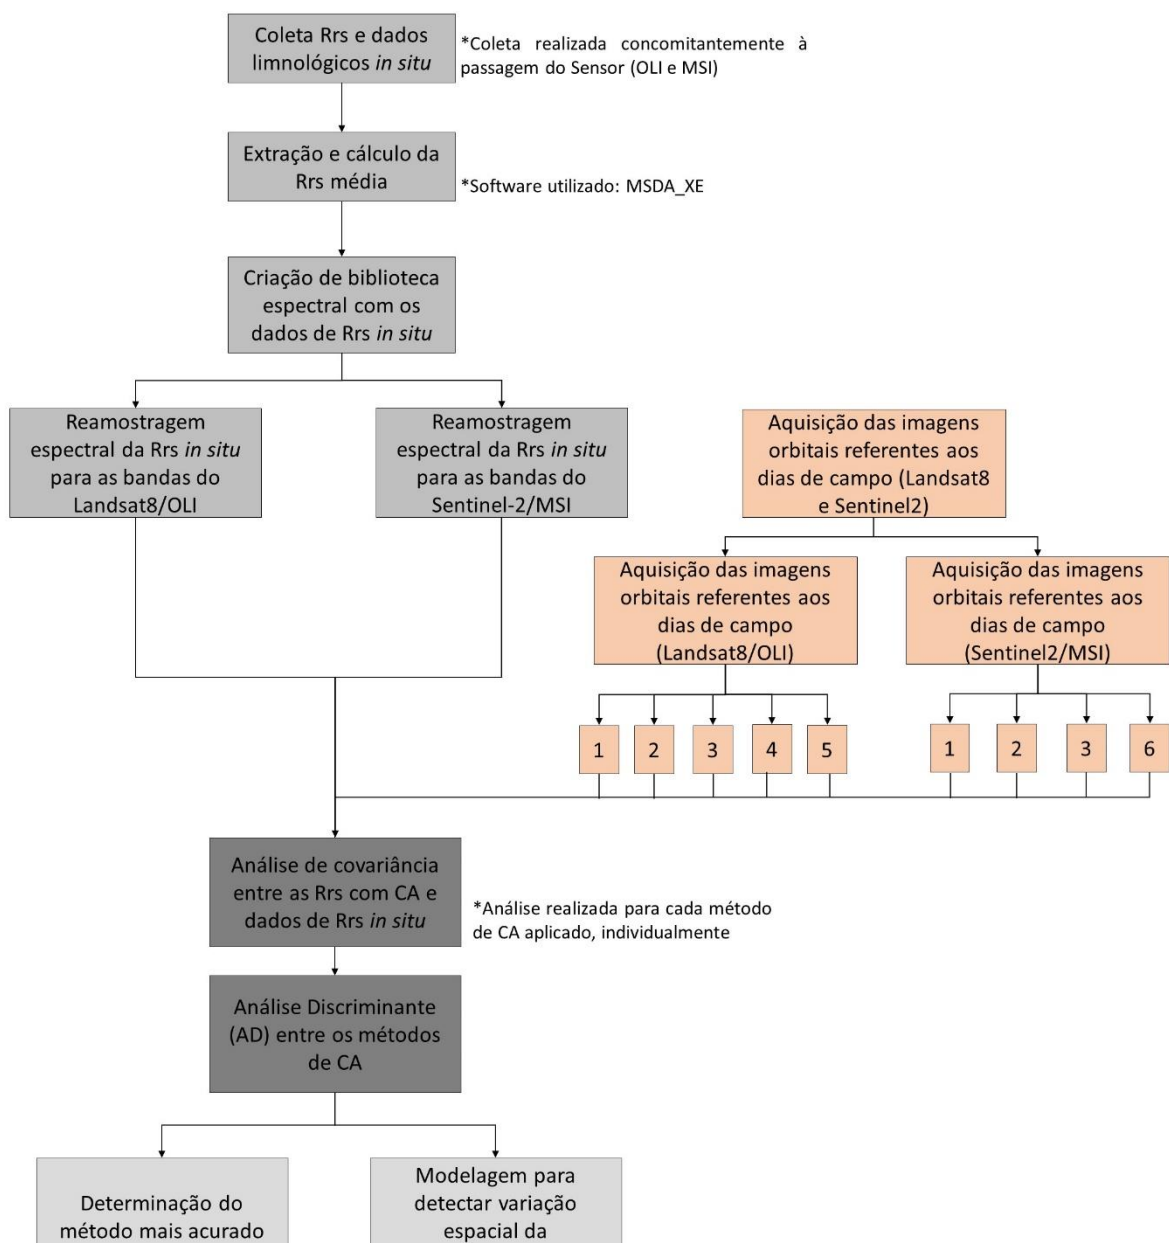 Coleta Rrs e dados
limnológicos in situ
*Coleta realizada concomitantemente à
passagem do Sensor (OLI e MSI)
Extração e cálculo da
Rrs média
*Software utilizado: MSDA_XE
Criação de biblioteca
espectral com os
dados de Rrs in situ
Reamostragem
espectral da Rrs in situ
para as bandas do
Landsat8/OLI
Reamostragem
espectral da Rrs in situ
para as bandas do
Sentinel-2/MSI
Aquisição das imagens
orbitais referentes aos
dias de campo (Landsat8
e Sentinel2)
Aquisição das imagens
orbitais referentes aos
dias de campo
(Landsat8/OLI)
Aquisição das imagens
orbitais referentes aos
dias de campo
(Sentinel2/MSI)
1 2 3 4 5 1 2 3 6
Análise de covariância
entre as Rrs com CA e
dados de Rrs in situ
*Análise realizada para cada método
de CA aplicado, individualmente
Análise Discriminante
(AD) entre os métodos
de CA
Determinação do
método mais acurado
Modelagem para
detectar variação
espacial da